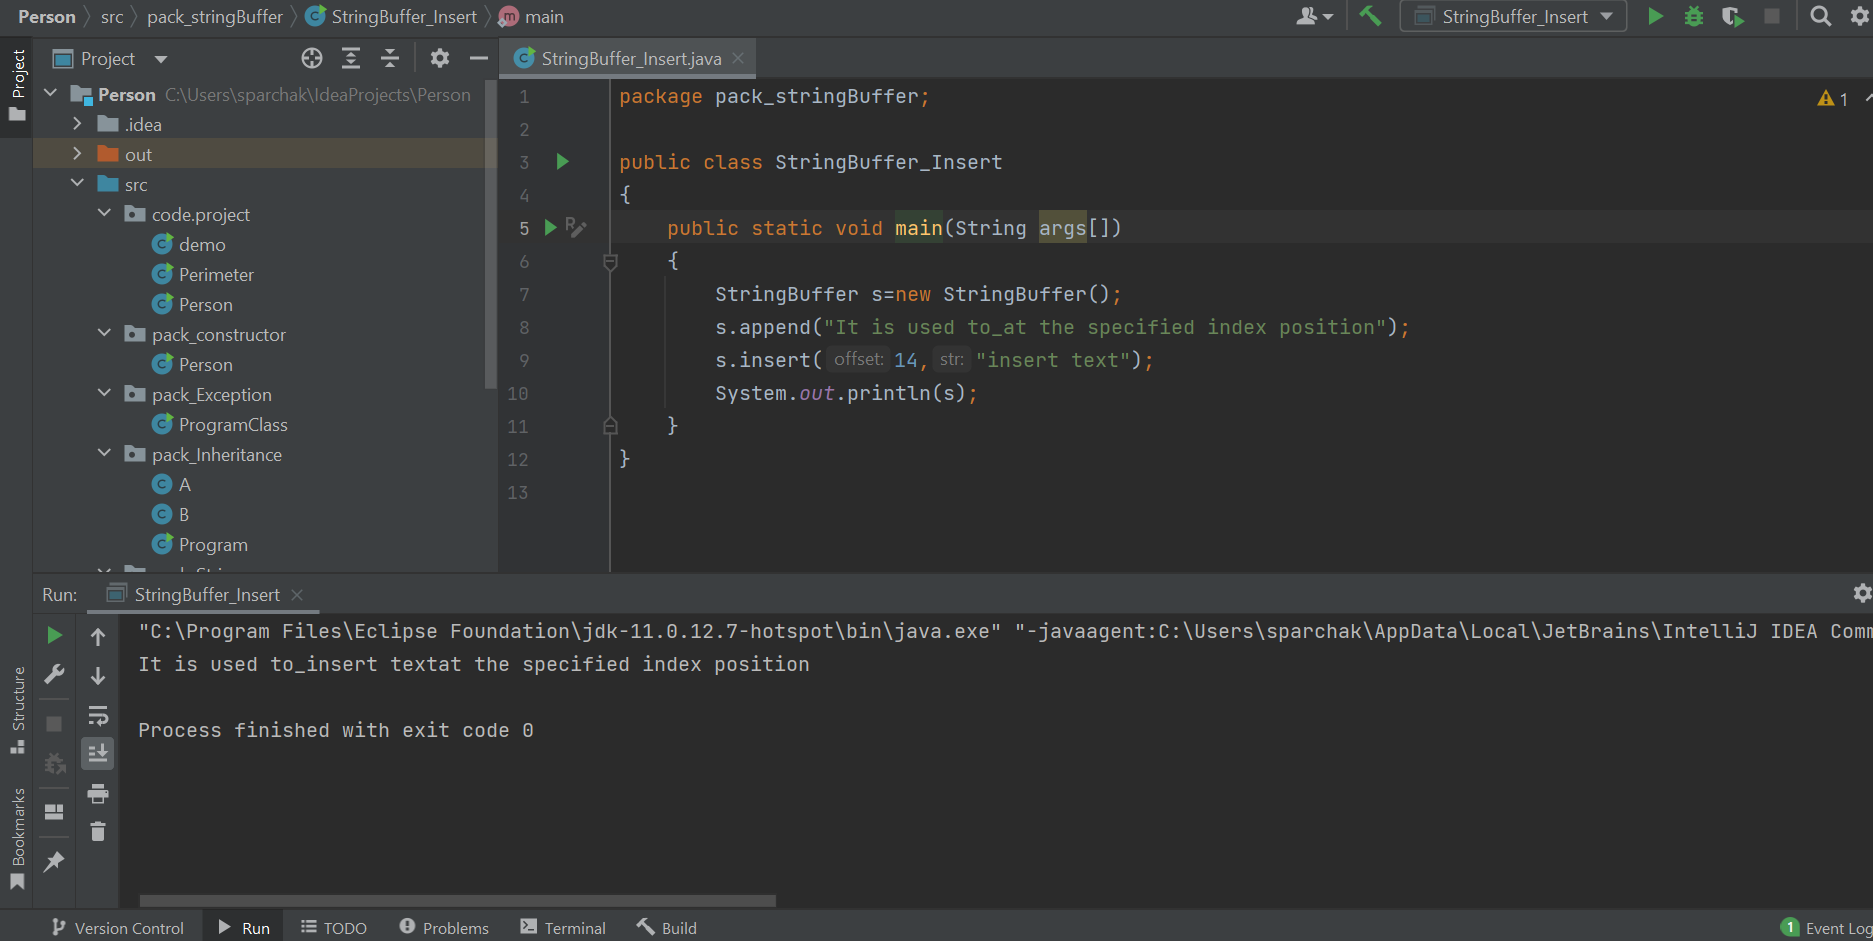 Person src pack_stringBuffer StringBuffer_Insert main StringBuffer_Insert
Project
Project
StringBuffer_Insert.java
Person C:\Users\sparchak\IdeaProjects\Person
.idea
out
src
code.project
demo
Perimeter
Person
pack_constructor
Person
pack_Exception
ProgramClass
pack_Inheritance
A
B
Program
1 package pack_stringBuffer;
1
2
3 public class StringBuffer_Insert
4 {
5 public static void main(String args[])
6 {
7 StringBuffer s=new StringBuffer();
8 s.append("It is used to_at the specified index position");
9 s.insert( offset: 14, str: "insert text");
10 System.out.println(s);
11 }
12 }
13
Run: StringBuffer_Insert
"C:\Program Files\Eclipse Foundation\jdk-11.0.12.7-hotspot\bin\java.exe" "-javaagent:C:\Users\sparchak\AppData\Local\JetBrains\IntelliJ IDEA Comm
It is used to_insert textat the specified index position
Process finished with exit code 0
Structure
Bookmarks
Version Control Run TODO Problems Terminal Build 1 Event Log